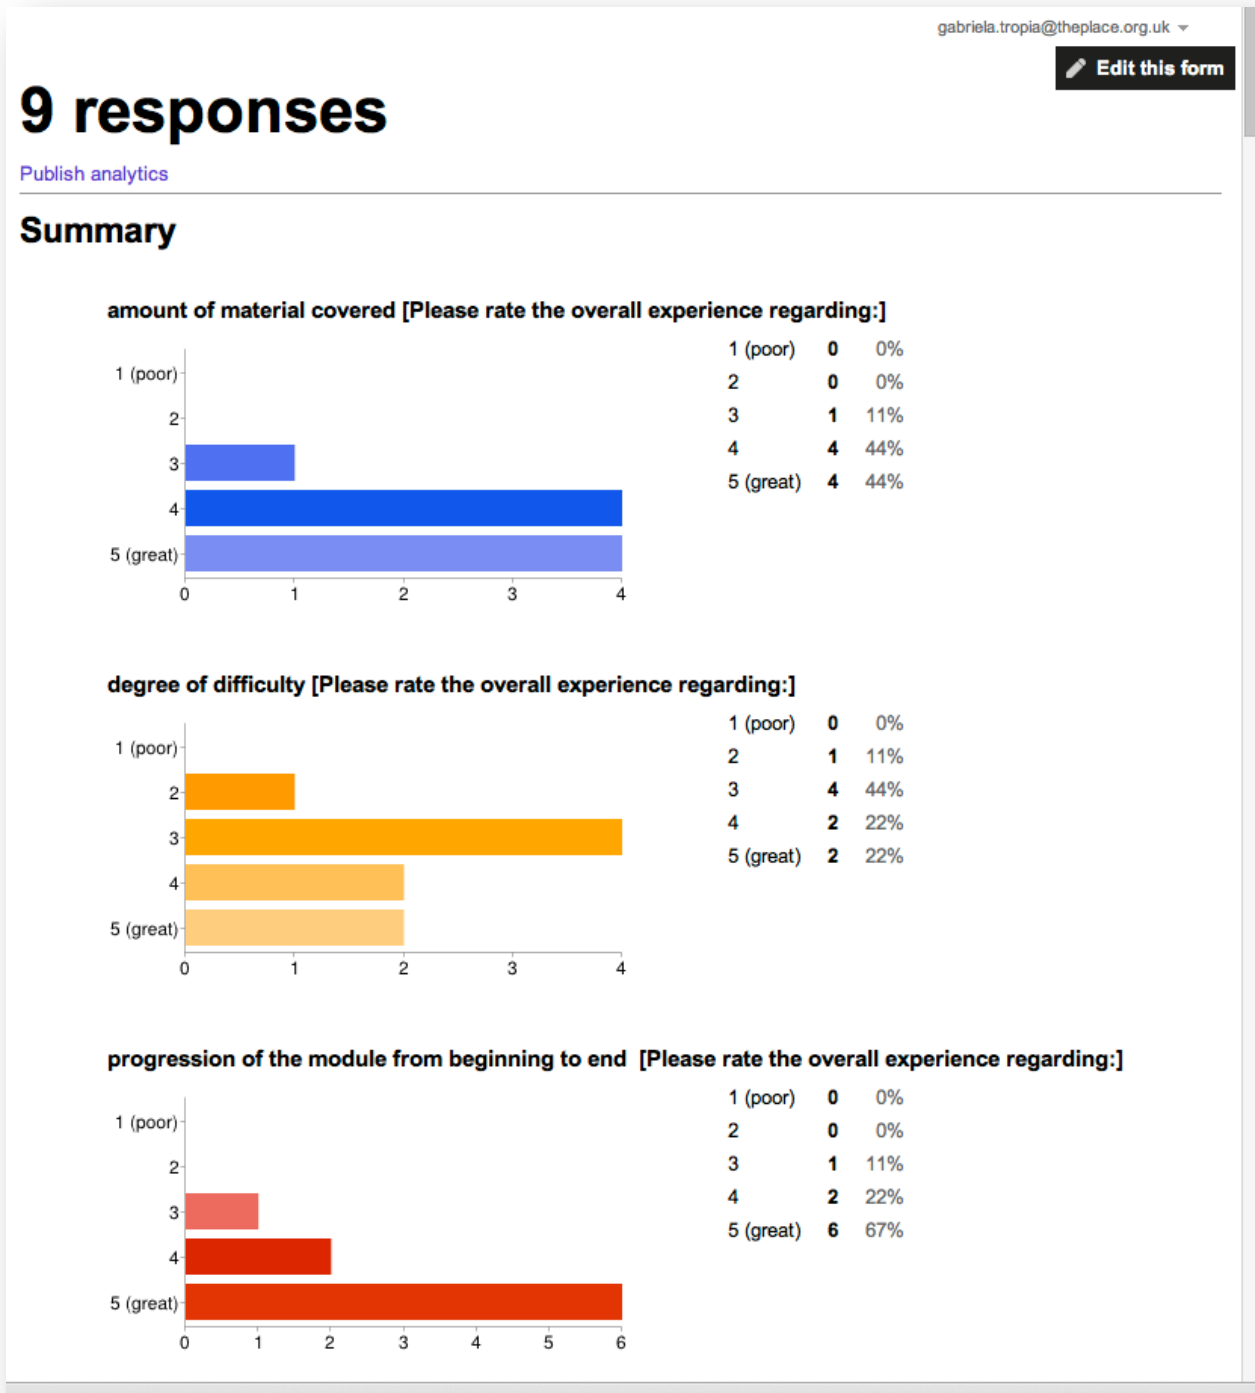 gabriela.tropia@theplace.org.uk
Edit this form
9 responses
Publish analytics
Summary
amount of material covered [Please rate the overall experience regarding:]
1 (poor)
2
3
4
5 (great)
0 1 2 3 4
1 (poor) 0 0%
2 0 0%
3 1 11%
4 4 44%
5 (great) 4 44%
degree of difficulty [Please rate the overall experience regarding:]
1 (poor)
2
3
4
5 (great)
0 1 2 3 4
1 (poor) 0 0%
2 1 11%
3 4 44%
4 2 22%
5 (great) 2 22%
progression of the module from beginning to end [Please rate the overall experience regarding:]
1 (poor)
2
3
4
5 (great)
0 1 2 3 4 5 6
1 (poor) 0 0%
2 0 0%
3 1 11%
4 2 22%
5 (great) 6 67%